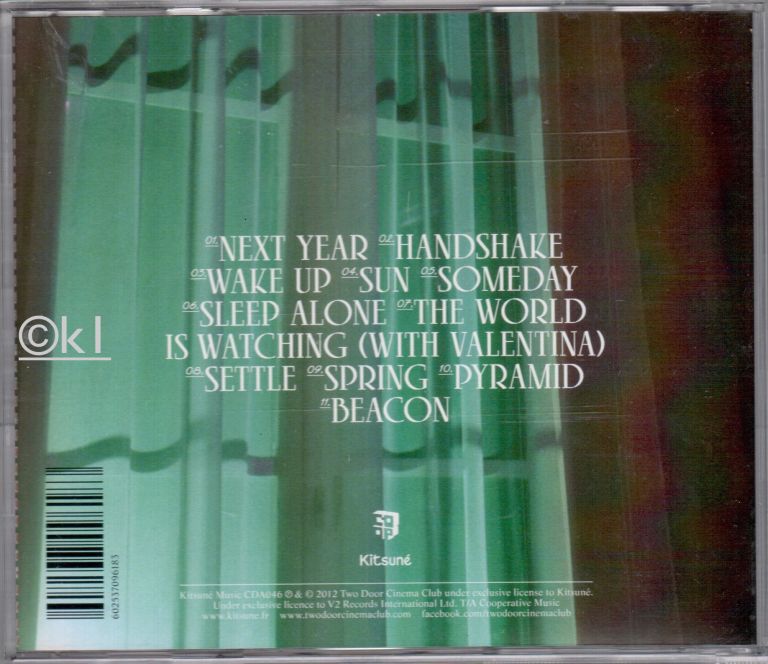 01. NEXT YEAR 02. HANDSHAKE
03. WAKE UP 04. SUN 05. SOMEDAY
06. SLEEP ALONE 07. THE WORLD
IS WATCHING (WITH VALENTINA)
08. SETTLE 09. SPRING 10. PYRAMID
11. BEACON
©kl
CO
OP
Kitsuné
602537096183
Kitsuné Music CDA046 ℗ & © 2012 Two Door Cinema Club under exclusive license to Kitsuné.
Under exclusive licence to V2 Records International Ltd. T/A Cooperative Music
www.kitsune.fr www.twodoorcinemaclub.com facebook.com/twodoorcinemaclub